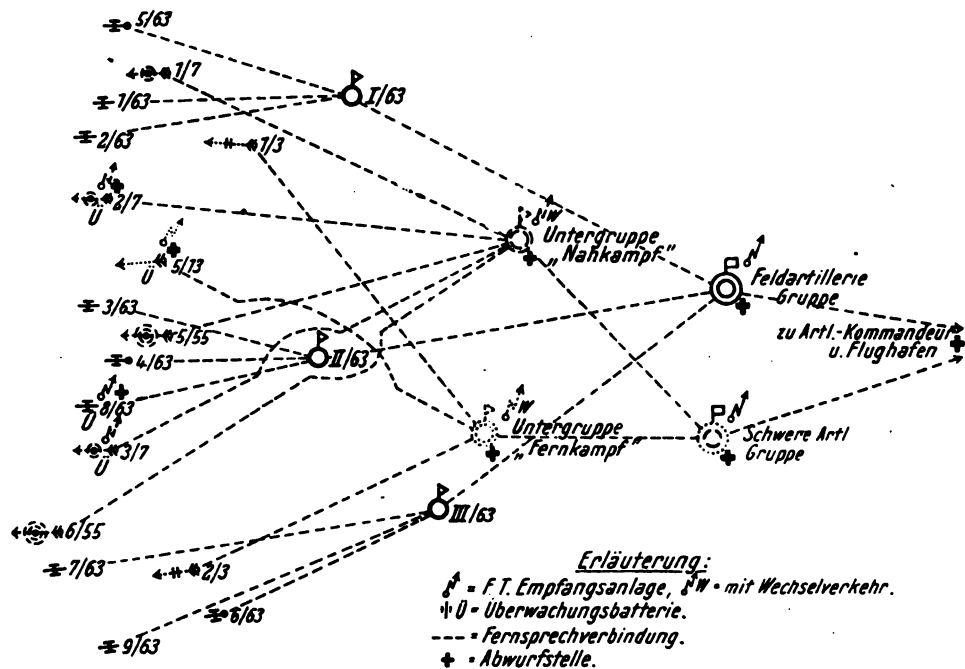 5/63
1/7
I/63
1/63
2/63
1/3
Ü 2/7
W
Untergruppe
„Nahkampf"
Ü 5/13
Feldartillerie
Gruppe
3/63
5/55
zu Artl.-Kommandeur
u. Flughafen
4/63
II/63
Ü 8/63
W
Untergruppe
„Fernkampf"
Schwere Artl
Gruppe
Ü 3/7
III/63
6/55
7/63
2/3
6/63
9/63
Erläuterung:
= F.T. Empfangsanlage, W = mit Wechselverkehr.
Ü = Überwachungsbatterie.
---- = Fernsprechverbindung.
✚ = Abwurfstelle.